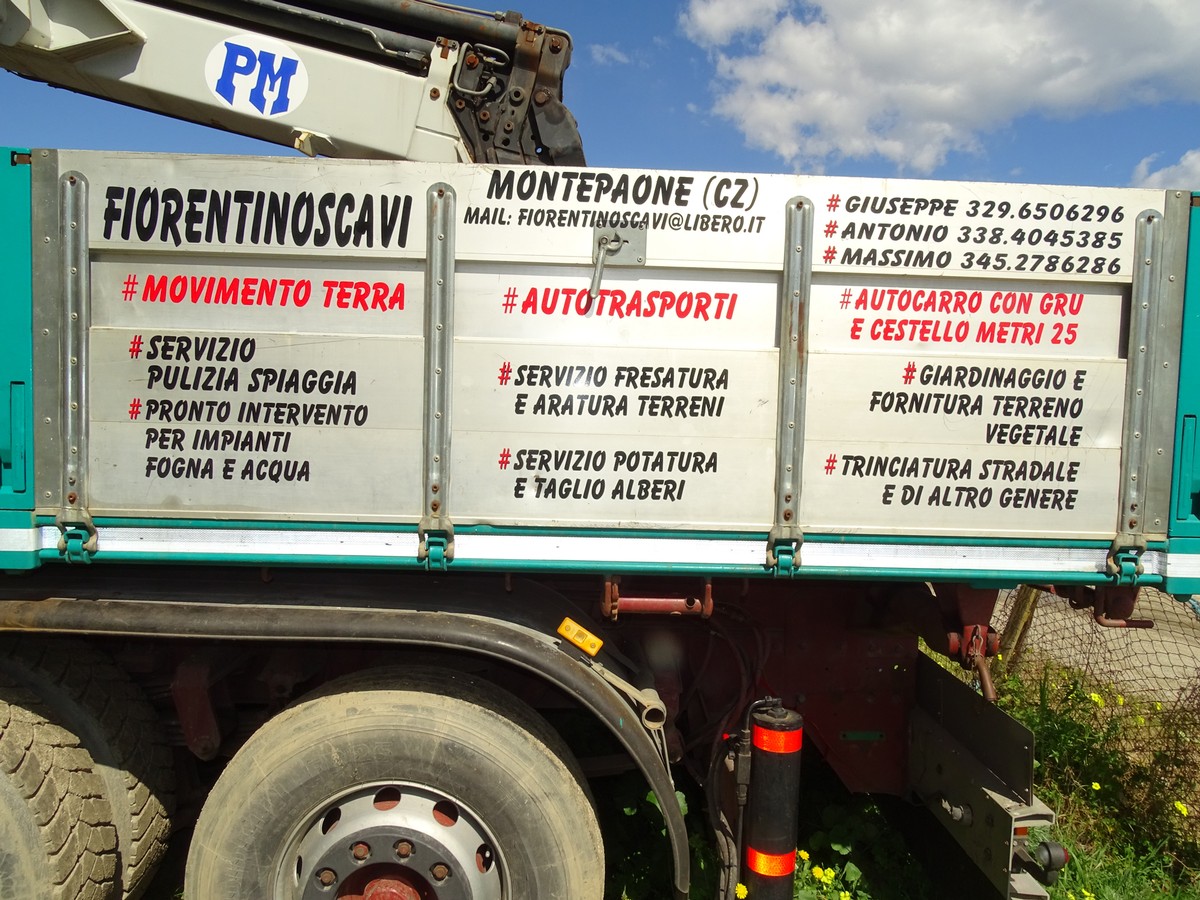 PM
FIORENTINOSCAVI
MONTEPAONE (CZ)
MAIL: FIORENTINOSCAVI@LIBERO.IT
# GIUSEPPE 329.6506296
# ANTONIO 338.4045385
# MASSIMO 345.2786286
#MOVIMENTO TERRA
#SERVIZIO
PULIZIA SPIAGGIA
#PRONTO INTERVENTO
PER IMPIANTI
FOGNA E ACQUA
#AUTOTRASPORTI
#SERVIZIO FRESATURA
E ARATURA TERRENI
#SERVIZIO POTATURA
E TAGLIO ALBERI
#AUTOCARRO CON GRU
E CESTELLO METRI 25
#GIARDINAGGIO E
FORNITURA TERRENO
VEGETALE
#TRINCIATURA STRADALE
E DI ALTRO GENERE